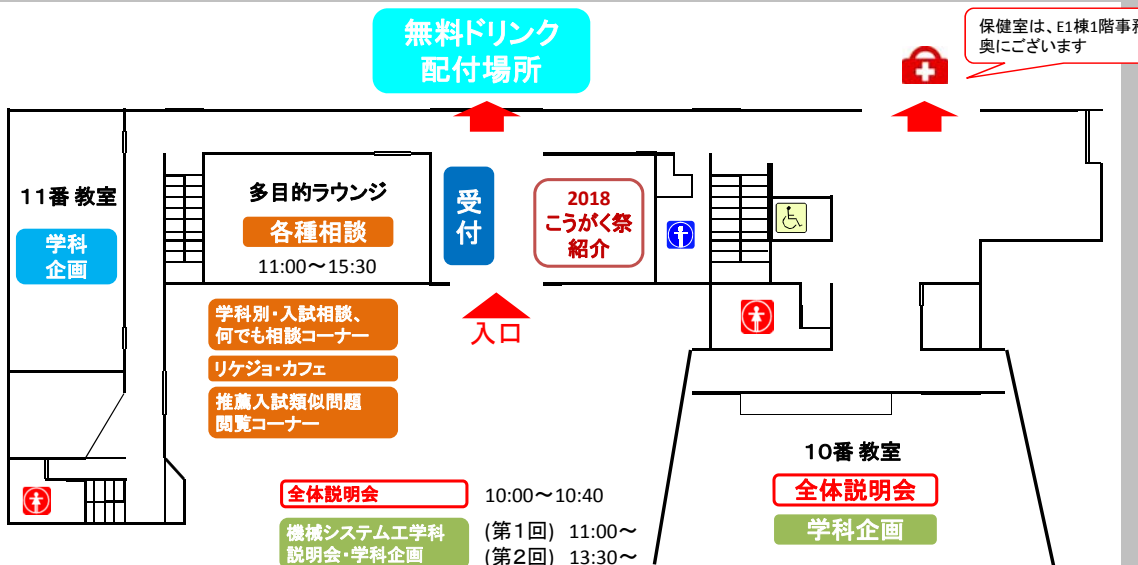 無料ドリンク
配付場所
保健室は、E1棟1階事務
奥にございます
11番 教室
学科
企画
多目的ラウンジ
各種相談
11:00～15:30
受
付
2018
こうがく祭
紹介
学科別・入試相談、
何でも相談コーナー
リケジョ・カフェ
推薦入試類似問題
閲覧コーナー
入口
10番 教室
全体説明会
学科企画
全体説明会 10:00～10:40
機械システム工学科 (第1回) 11:00～
説明会・学科企画 (第2回) 13:30～